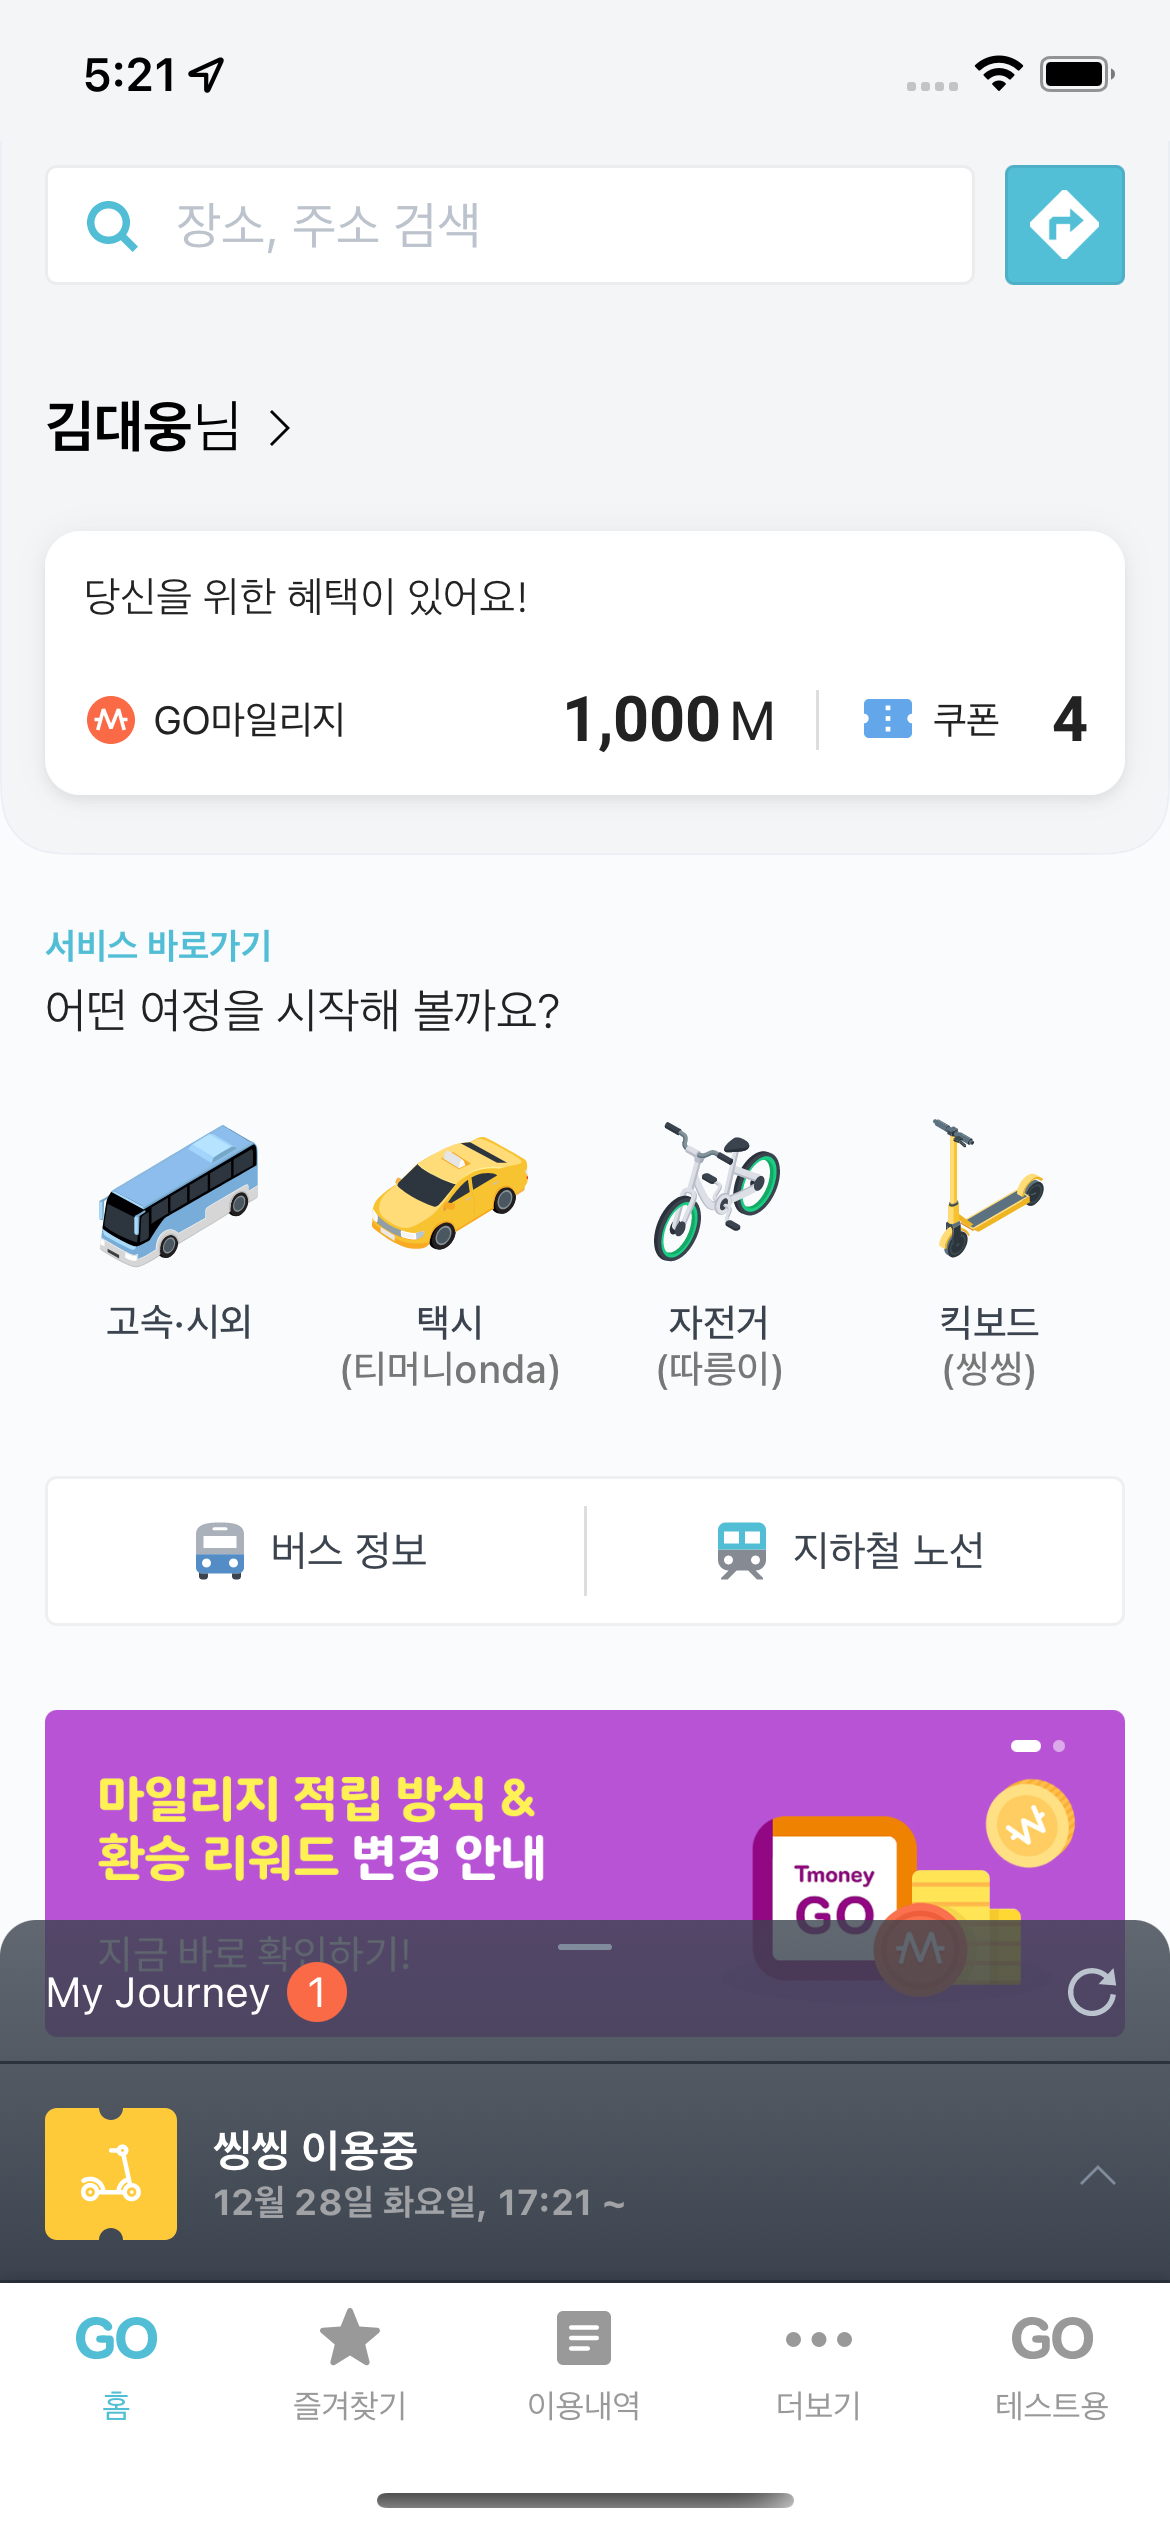 5:21
장소, 주소 검색
김대웅님
당신을 위한 혜택이 있어요!
GO마일리지 1,000 M 쿠폰 4
서비스 바로가기
어떤 여정을 시작해 볼까요?
고속·시외 택시 자전거 킥보드
(티머니onda) (따릉이) (씽씽)
버스 정보 지하철 노선
마일리지 적립 방식 &
환승 리워드 변경 안내
Tmoney
GO
지금 바로 확인하기!
My Journey 1
씽씽 이용중
12월 28일 화요일, 17:21 ~
GO GO
홈 즐겨찾기 이용내역 더보기 테스트용